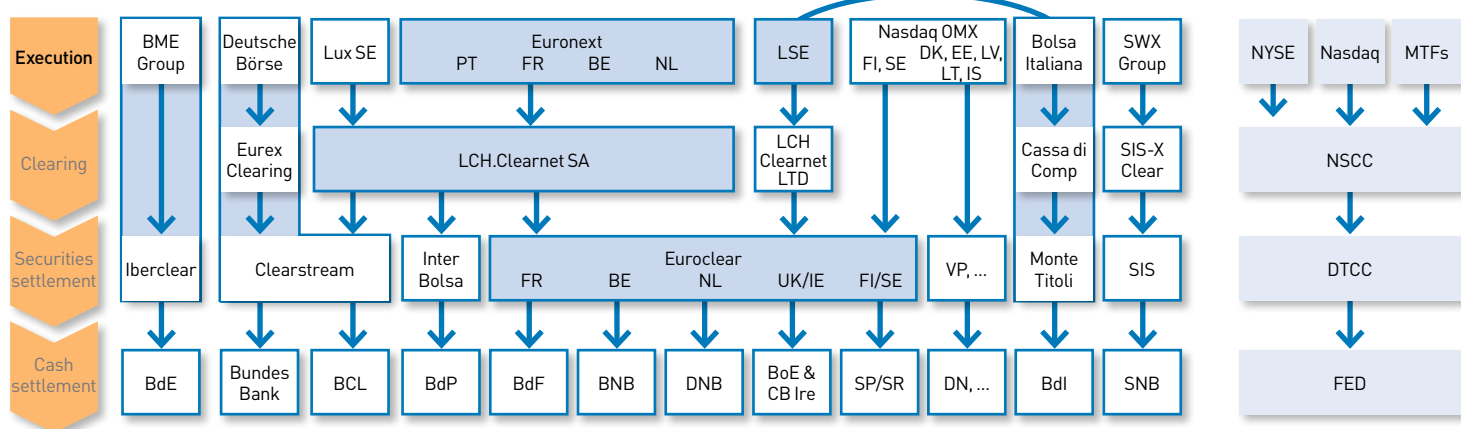 Execution
BME
Group
Deutsche
Börse
Lux SE
Euronext
PT FR BE NL
LSE
Nasdaq OMX
FI, SE
DK, EE, LV,
LT, IS
Bolsa
Italiana
SWX
Group
NYSE
Nasdaq
MTFs
Clearing
Eurex
Clearing
LCH.Clearnet SA
LCH
Clearnet
LTD
Cassa di
Comp
SIS-X
Clear
NSCC
Securities
settlement
Iberclear
Clearstream
Inter
Bolsa
Euroclear
FR BE NL UK/IE FI/SE
VP, ...
Monte
Titoli
SIS
DTCC
Cash
settlement
BdE
Bundes
Bank
BCL
BdP
BdF
BNB
DNB
BoE &
CB Ire
SP/SR
DN, ...
BdI
SNB
FED